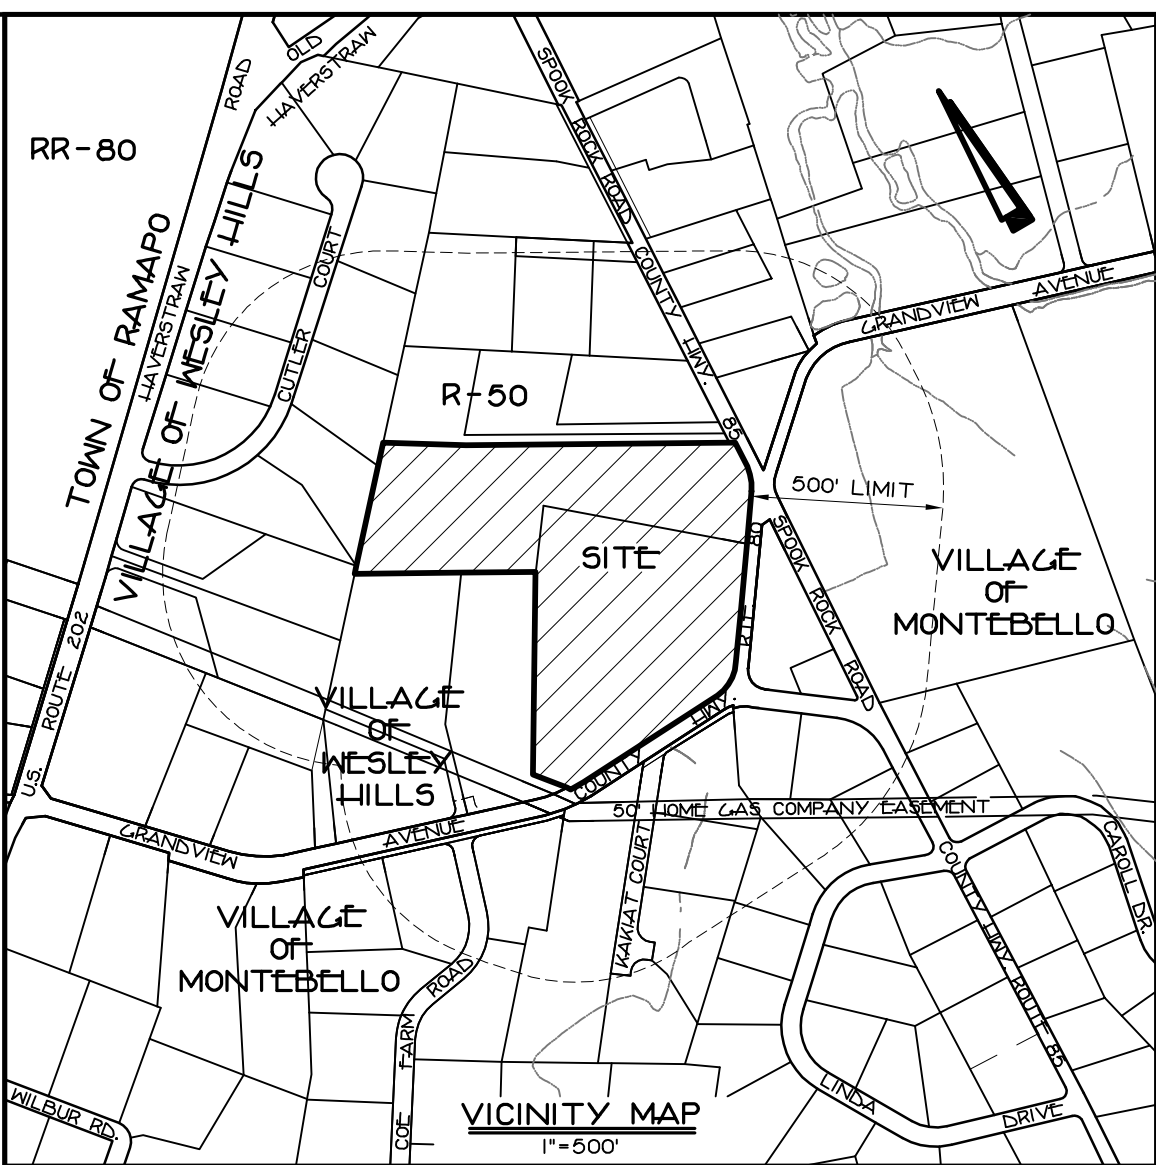 OLD
HAVERSTRAW
ROAD
RR-80
TOWN OF RAMAPO
HAVERSTRAW
VILLAGE OF WESLEY HILLS
CUTLER COURT
SPOOK ROCK ROAD
COUNTY HWY. 85
GRANDVIEW AVENUE
R-50
500' LIMIT
SITE
RTE. 80
SPOOK ROCK ROAD
VILLAGE
OF
MONTEBELLO
U.S. ROUTE 202
VILLAGE
OF
WESLEY
HILLS
COUNTY HWY.
50' HOME GAS COMPANY EASEMENT
GRANDVIEW AVENUE
KAKIAT COURT
CAROLL DR.
COUNTY HWY. ROUTE 85
VILLAGE
OF
MONTEBELLO
COE FARM ROAD
WILBUR RD.
LINDA DRIVE
VICINITY MAP
1"=500'